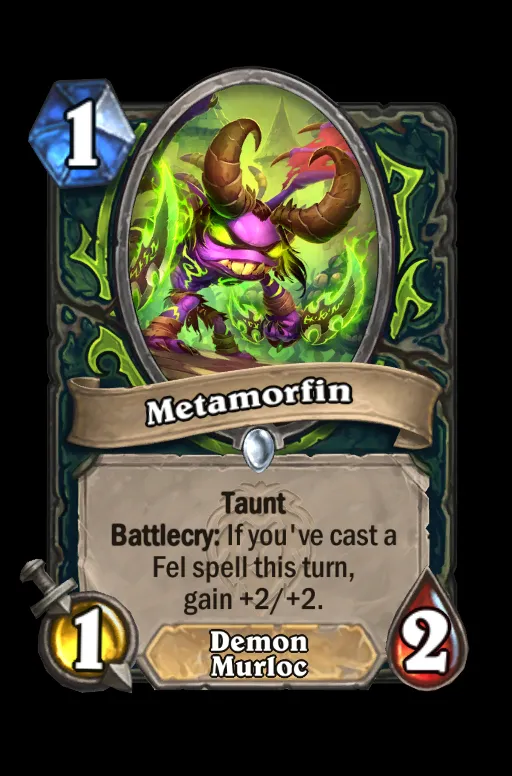 1
Metamorfin
Taunt
Battlecry: If you've cast a
Fel spell this turn,
gain +2/+2.
1
Demon
Murloc
2